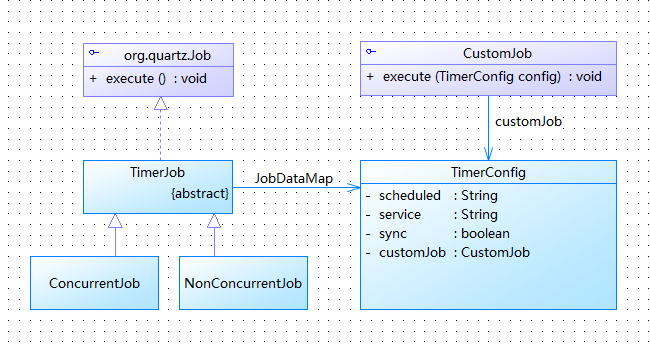 org.quartz.Job
+ execute () : void
CustomJob
+ execute (TimerConfig config) : void
customJob
TimerJob
{abstract}
JobDataMap
TimerConfig
- scheduled : String
- service : String
- sync : boolean
- customJob : CustomJob
ConcurrentJob
NonConcurrentJob